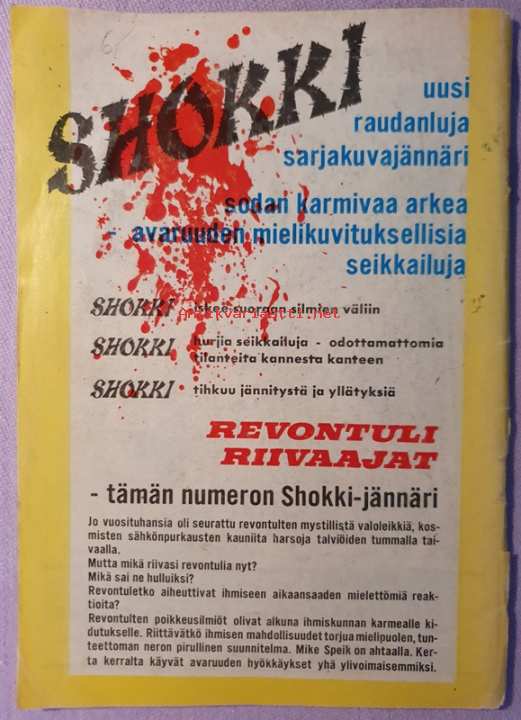 SHOKKI
uusi
raudanluja
sarjakuvajännäri
sodan karmivaa arkea
- avaruuden mielikuvituksellisia
seikkailuja
SHOKKI iskee suoraan silmien väliin
SHOKKI hurjia seikkailuja - odottamattomia
tilanteita kannesta kanteen
SHOKKI tihkuu jännitystä ja yllätyksiä
REVONTULI
RIIVAAJAT
- tämän numeron Shokki-jännäri
Jo vuosituhansia oli seurattu revontulten mystillistä valoleikkiä, kos-
misten sähkönpurkausten kauniita harsoja talviöiden tummalla tai-
vaalla.
Mutta mikä riivasi revontulia nyt?
Mikä sai ne hulluiksi?
Revontuletko aiheuttivat ihmiseen aikaansaaden mielettömiä reak-
tioita?
Revontulten poikkeusilmiöt olivat alkuna ihmiskunnan karmealle ki-
dutukselle. Riittävätkö ihmisen mahdollisuudet torjua mielipuolen, tun-
teettoman neron pirullinen suunnitelma. Mike Speik on ahtaalla. Ker-
ta kerralta käyvät avaruuden hyökkäykset yhä ylivoimaisemmiksi.